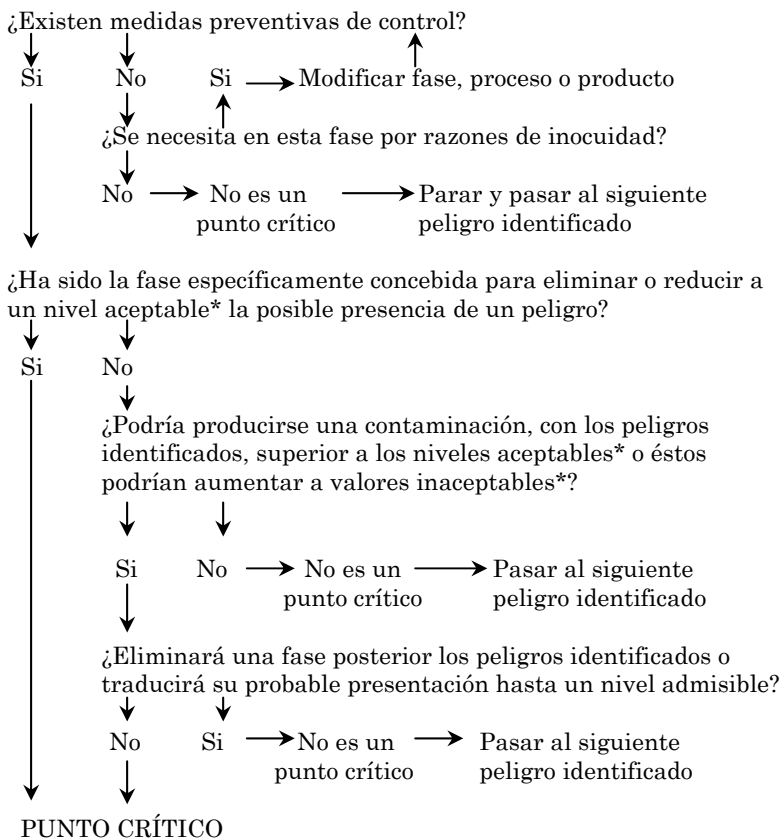 ¿Existen medidas preventivas de control?
Si No Si Modificar fase, proceso o producto
¿Se necesita en esta fase por razones de inocuidad?
No No es un Parar y pasar al siguiente
punto crítico peligro identificado
¿Ha sido la fase específicamente concebida para eliminar o reducir a
un nivel aceptable* la posible presencia de un peligro?
Si No
¿Podría producirse una contaminación, con los peligros
identificados, superior a los niveles aceptables* o éstos
podrían aumentar a valores inaceptables*?
Si No No es un Pasar al siguiente
punto crítico peligro identificado
¿Eliminará una fase posterior los peligros identificados o
traducirá su probable presentación hasta un nivel admisible?
No Si No es un Pasar al siguiente
punto crítico peligro identificado
PUNTO CRÍTICO